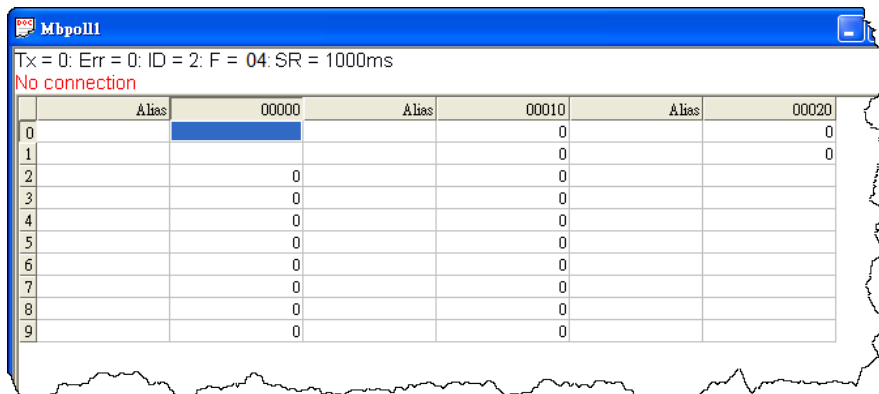 Mbpoll1
Tx = 0: Err = 0: ID = 2: F = 04: SR = 1000ms
No connection
Alias 00000 Alias 00010 Alias 00020
0 0 0
1 0 0
2 0 0
3 0 0
4 0 0
5 0 0
6 0 0
7 0 0
8 0 0
9 0 0